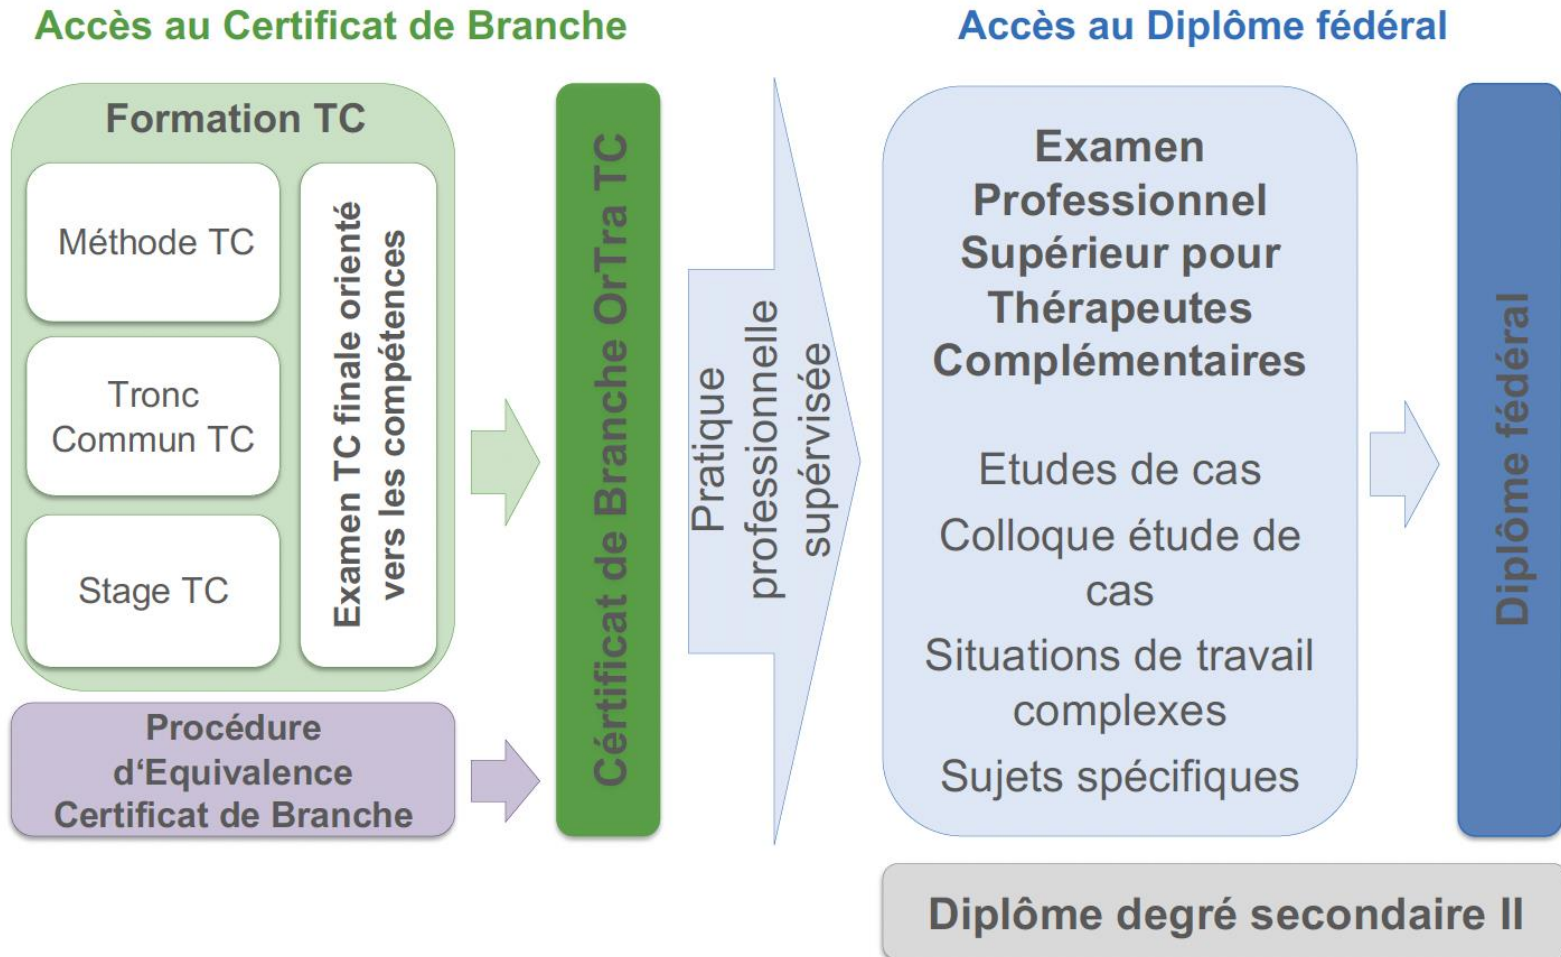 Accès au Certificat de Branche
Formation TC
Méthode TC
Tronc
Commun TC
Stage TC
Examen TC finale orienté
vers les compétences
Procédure
d‘Equivalence
Certificat de Branche
Cértificat de Branche OrTra TC
Pratique
professionnelle
supérvisée
Accès au Diplôme fédéral
Examen
Professionnel
Supérieur pour
Thérapeutes
Complémentaires
Etudes de cas
Colloque étude de
cas
Situations de travail
complexes
Sujets spécifiques
Diplôme fédéral
Diplôme degré secondaire II